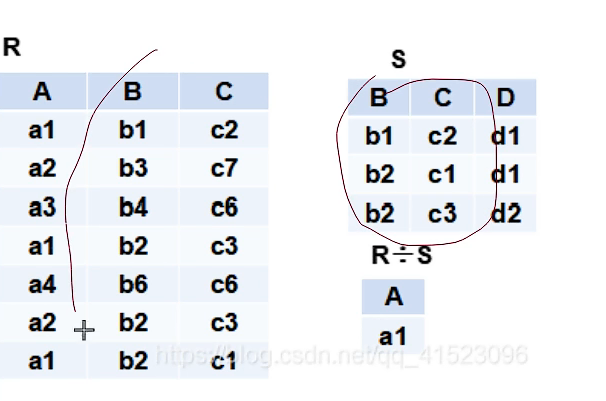 R
A B C
a1 b1 c2
a2 b3 c7
a3 b4 c6
a1 b2 c3
a4 b6 c6
a2 b2 c3
a1 b2 c1
S
B C D
b1 c2 d1
b2 c1 d1
b2 c3 d2
R÷S
A
a1
https://blog.csdn.net/qq_41523096